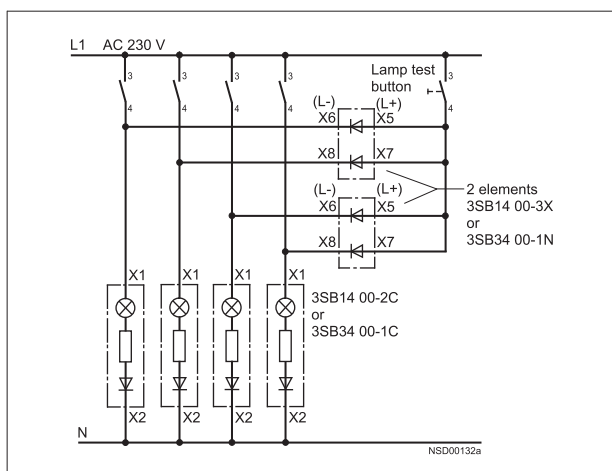 L1 AC 230 V
Lamp test
button
3 3 3 3 3
4 4 4 4 4
(L-) (L+)
X6 X5
X8 X7
(L-) (L+)
X6 X5
X8 X7
2 elements
3SB14 00-3X
or
3SB34 00-1N
X1 X1 X1 X1
3SB14 00-2C
or
3SB34 00-1C
X2 X2 X2 X2
N
NSD00132a